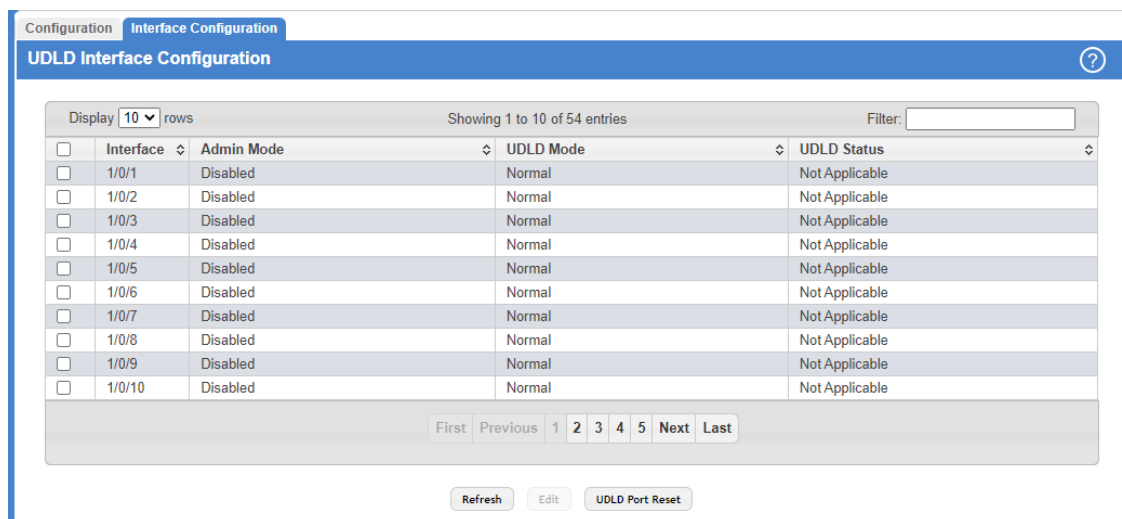 Configuration Interface Configuration
UDLD Interface Configuration ?
Display 10 rows Showing 1 to 10 of 54 entries Filter:
Interface Admin Mode UDLD Mode UDLD Status
1/0/1 Disabled Normal Not Applicable
1/0/2 Disabled Normal Not Applicable
1/0/3 Disabled Normal Not Applicable
1/0/4 Disabled Normal Not Applicable
1/0/5 Disabled Normal Not Applicable
1/0/6 Disabled Normal Not Applicable
1/0/7 Disabled Normal Not Applicable
1/0/8 Disabled Normal Not Applicable
1/0/9 Disabled Normal Not Applicable
1/0/10 Disabled Normal Not Applicable
First Previous 1 2 3 4 5 Next Last
Refresh Edit UDLD Port Reset